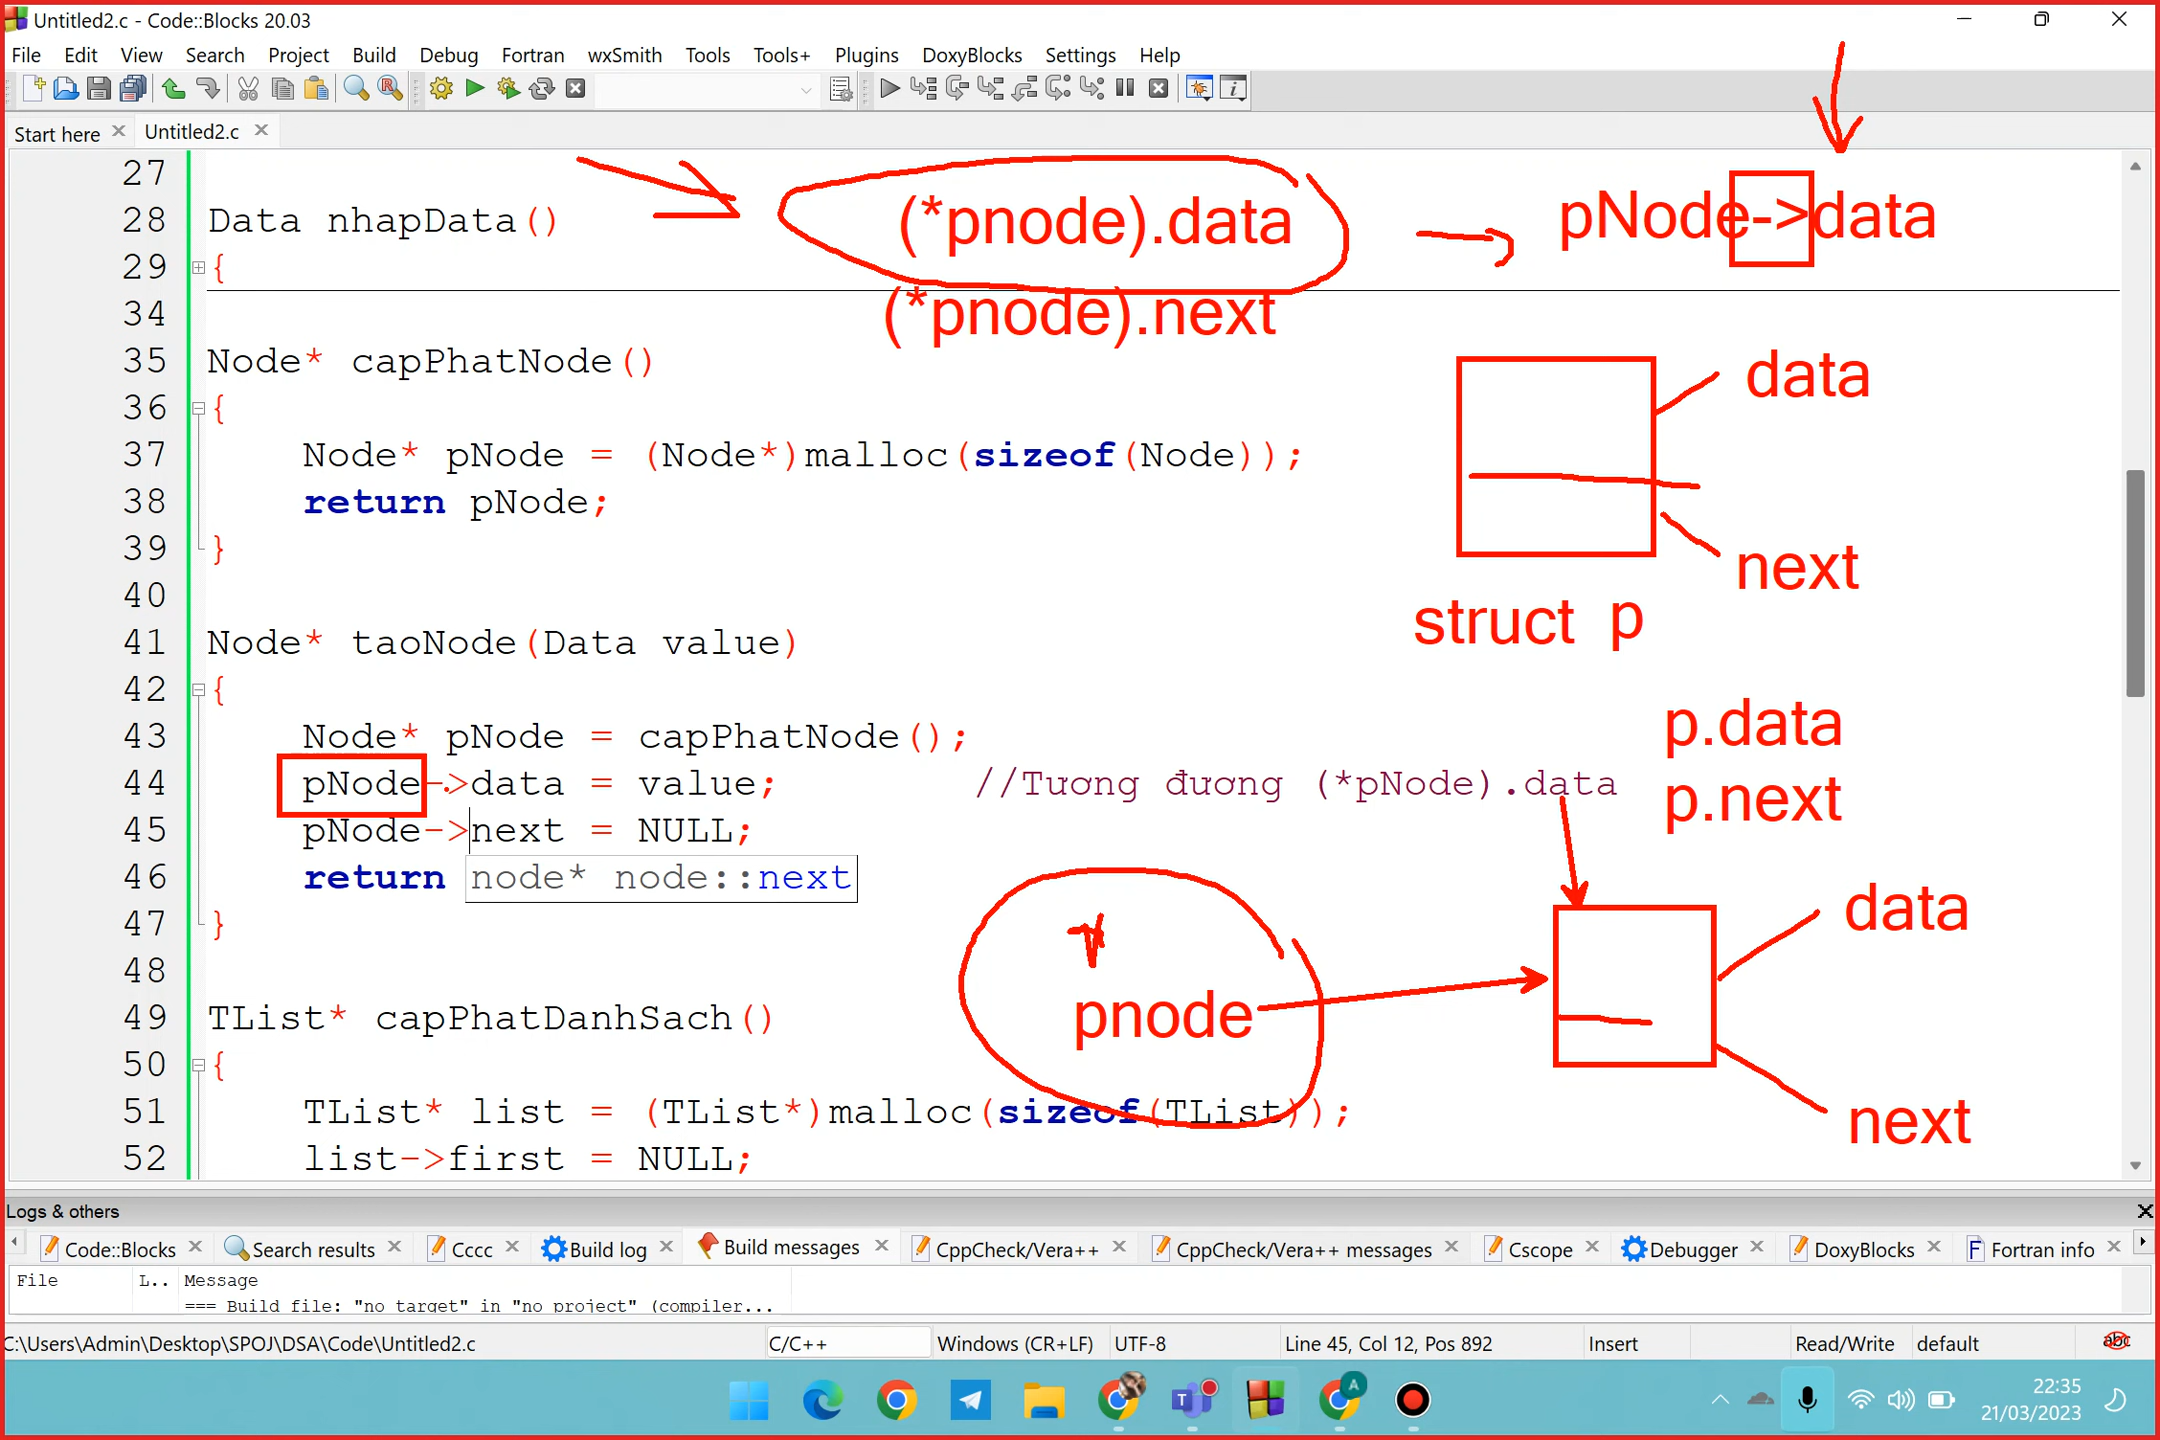 Untitled2.c - Code::Blocks 20.03
File Edit View Search Project Build Debug Fortran wxSmith Tools Tools+ Plugins DoxyBlocks Settings Help
Start here Untitled2.c
27
28 Data nhapData()
(*pnode).data
pNode->data
29 {
(*pnode).next
34
35 Node* capPhatNode()
data
36 {
37 Node* pNode = (Node*)malloc(sizeof(Node));
38 return pNode;
39 }
next
40
struct p
41 Node* taoNode(Data value)
42 {
p.data
43 Node* pNode = capPhatNode();
44 pNode->data = value; //Tương đương (*pNode).data
p.next
45 pNode->next = NULL;
46 return node* node::next
data
47 }
*
48
pnode
49 TList* capPhatDanhSach()
50 {
51 TList* list = (TList*)malloc(sizeof(TList));
next
52 list->first = NULL;
Logs & others
Code::Blocks Search results Cccc Build log Build messages CppCheck/Vera++ CppCheck/Vera++ messages Cscope Debugger DoxyBlocks Fortran info
File L.. Message
=== Build file: "no target" in "no project" (compiler...
C:\Users\Admin\Desktop\SPOJ\DSA\Code\Untitled2.c C/C++ Windows (CR+LF) UTF-8 Line 45, Col 12, Pos 892 Insert Read/Write default abc
22:35
21/03/2023